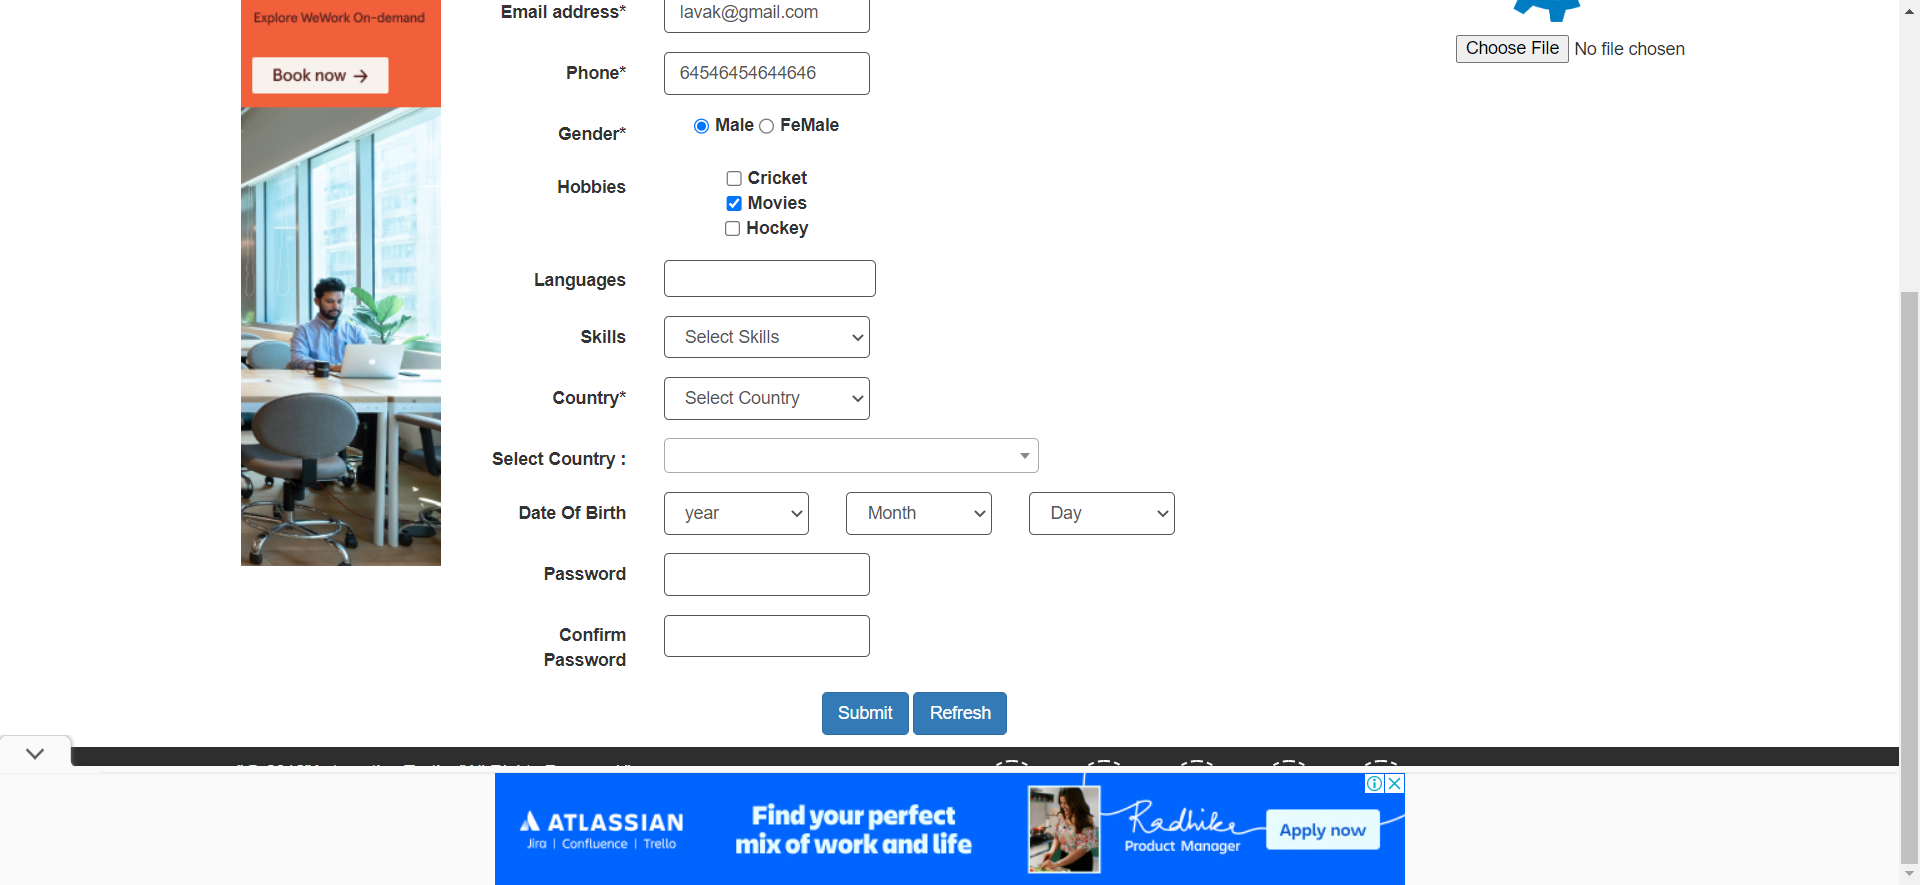 Explore WeWork On-demand
Book now →
Email address*
lavak@gmail.com
Phone*
64546454644646
Gender*
Male FeMale
Hobbies
Cricket
Movies
Hockey
Languages
Skills
Select Skills
Country*
Select Country
Select Country :
Date Of Birth
year Month Day
Password
Confirm
Password
Submit Refresh
Choose File No file chosen
ATLASSIAN
Jira | Confluence | Trello
Find your perfect
mix of work and life
Radhika
Product Manager
Apply now